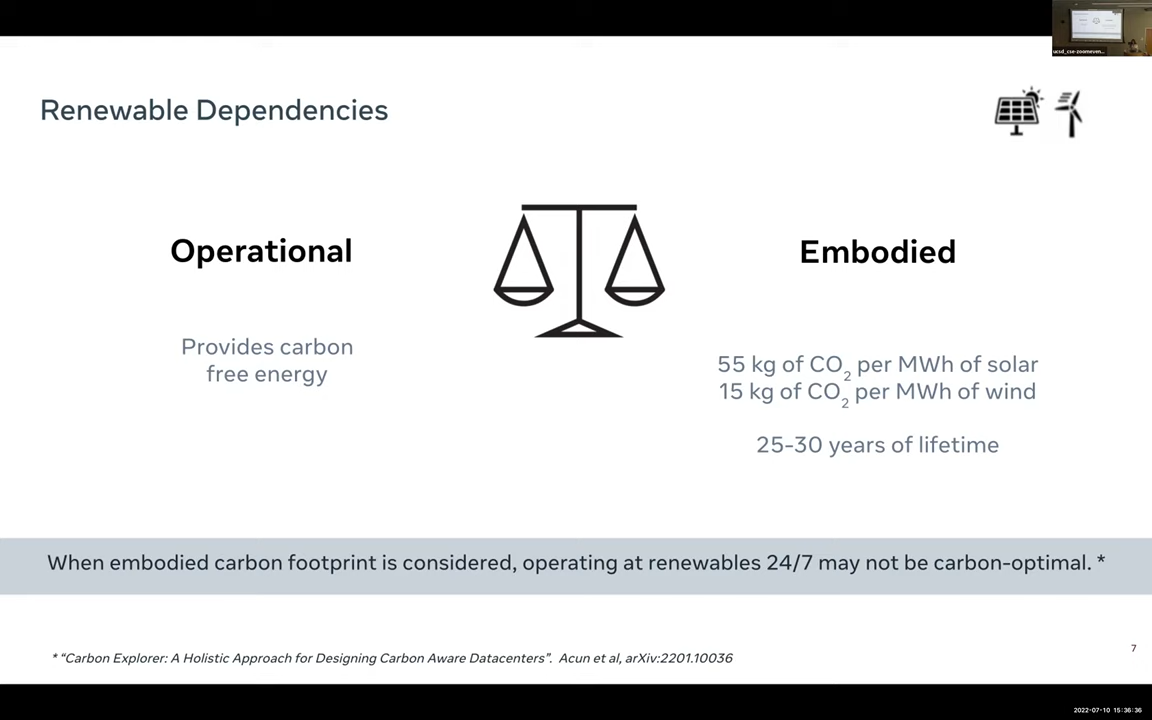 ucsd_cse-zoomeven...
Renewable Dependencies
Operational
Embodied
Provides carbon
free energy
55 kg of CO2 per MWh of solar
15 kg of CO2 per MWh of wind
25-30 years of lifetime
When embodied carbon footprint is considered, operating at renewables 24/7 may not be carbon-optimal. *
* “Carbon Explorer: A Holistic Approach for Designing Carbon Aware Datacenters”. Acun et al, arXiv:2201.10036
7
2022-07-10 15:36:36